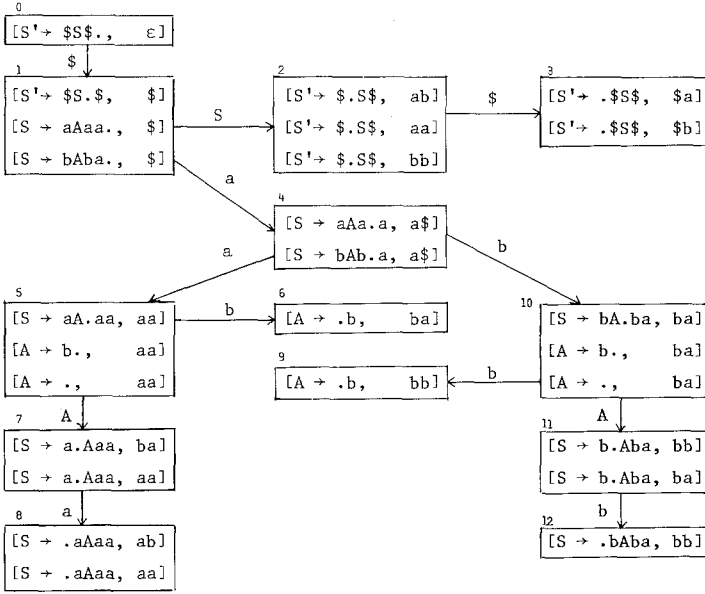 0
[S' → $S$., ε]
$
1
[S' → $S.$, $]
[S → aAaa., $]
[S → bAba., $]
S
2
[S' → $.S$, ab]
[S' → $.S$, aa]
[S' → $.S$, bb]
$
3
[S' → .$S$, $a]
[S' → .$S$, $b]
a
4
[S → aAa.a, a$]
[S → bAb.a, a$]
a
b
5
[S → aA.aa, aa]
[A → b., aa]
[A → ., aa]
b
6
[A → .b, ba]
9
[A → .b, bb]
b
10
[S → bA.ba, ba]
[A → b., ba]
[A → ., ba]
A
7
[S → a.Aaa, ba]
[S → a.Aaa, aa]
a
8
[S → .aAaa, ab]
[S → .aAaa, aa]
A
11
[S → b.Aba, bb]
[S → b.Aba, ba]
b
12
[S → .bAba, bb]